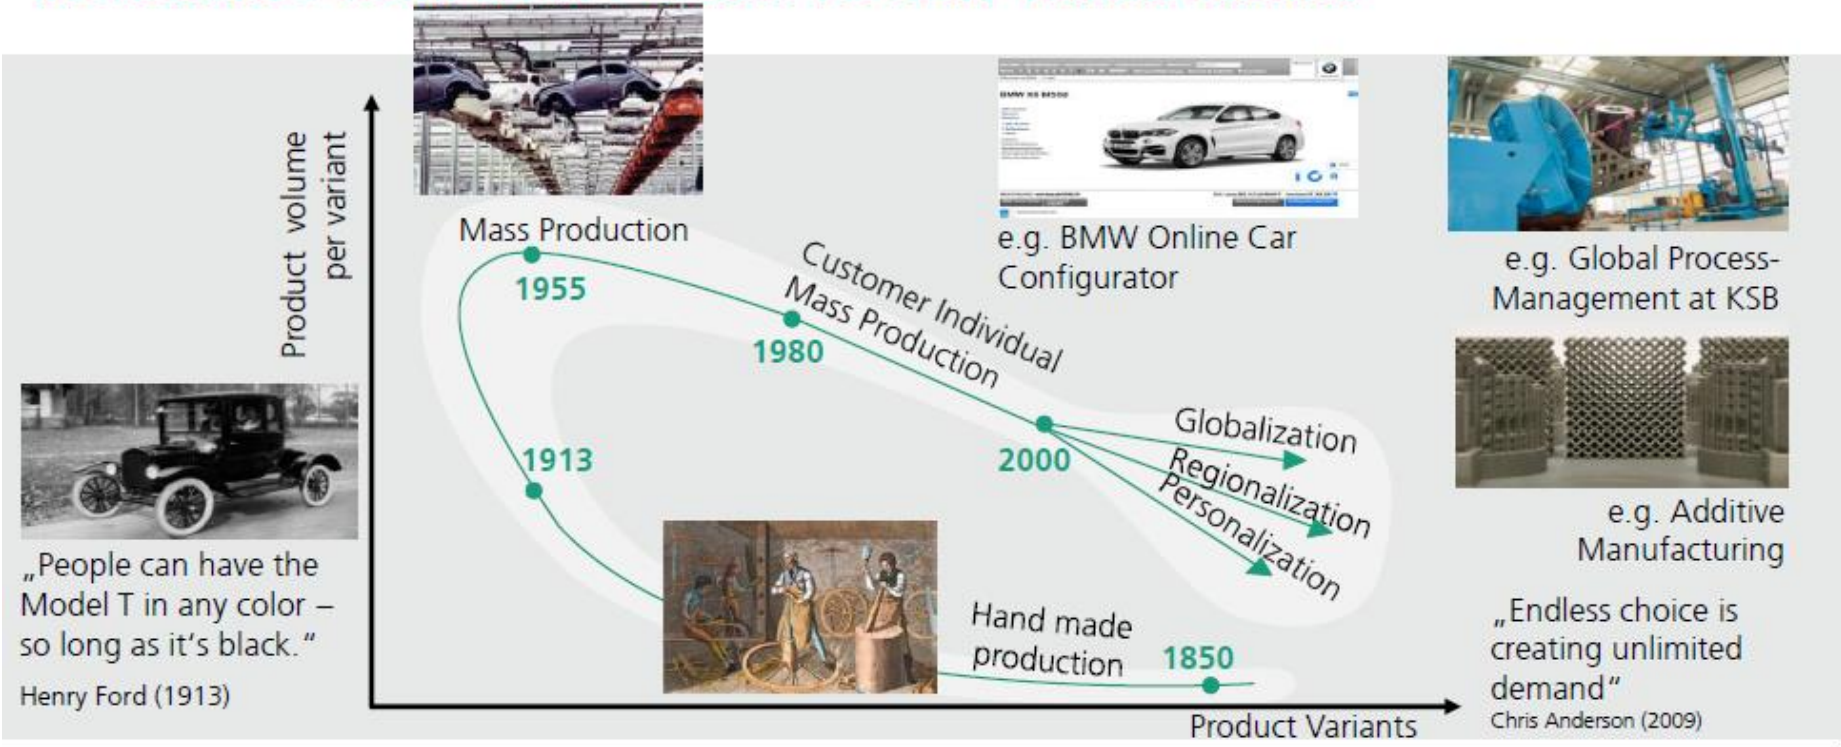 Product volume
per variant
Mass Production
1955
1980
Customer Individual
Mass Production
e.g. BMW Online Car
Configurator
e.g. Global Process-
Management at KSB
1913
2000
Globalization
Regionalization
Personalization
e.g. Additive
Manufacturing
„People can have the
Model T in any color –
so long as it's black.“
Henry Ford (1913)
Hand made
production
1850
„Endless choice is
creating unlimited
demand“
Chris Anderson (2009)
Product Variants